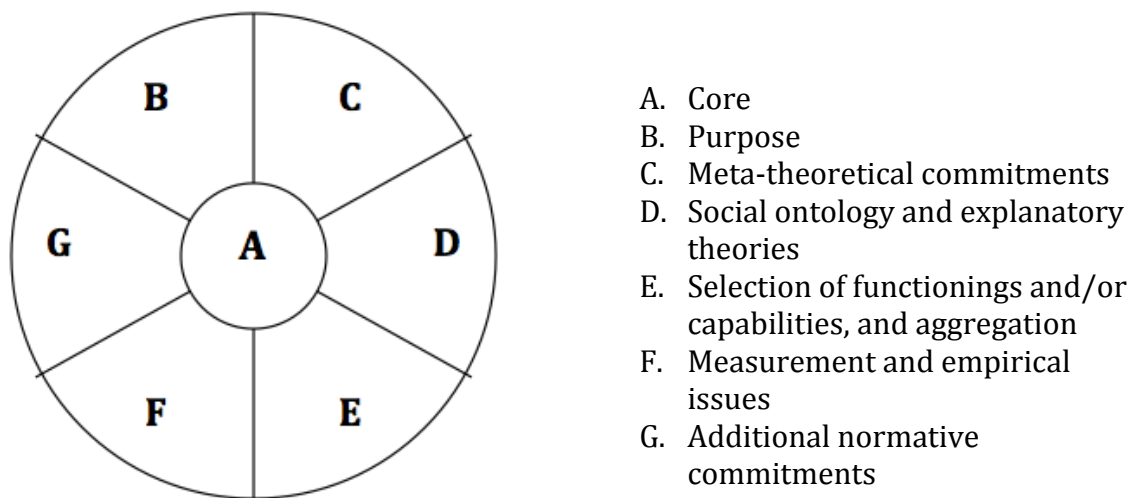 B
C
G
A
D
F
E
A. Core
B. Purpose
C. Meta-theoretical commitments
D. Social ontology and explanatory
theories
E. Selection of functionings and/or
capabilities, and aggregation
F. Measurement and empirical
issues
G. Additional normative
commitments